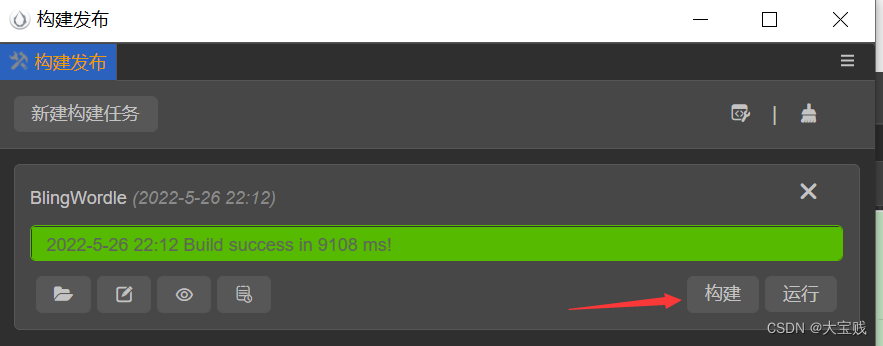 构建发布
构建发布
新建构建任务
|
BlingWordle (2022-5-26 22:12)
2022-5-26 22:12 Build success in 9108 ms!
构建 运行
CSDN @大宝贱